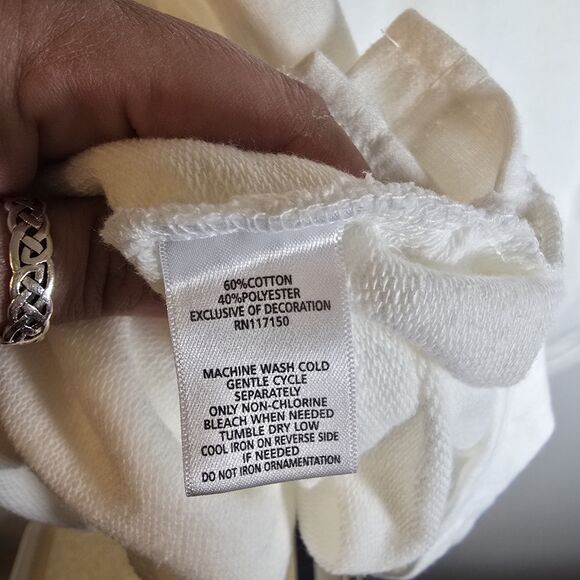 60%COTTON
40%POLYESTER
EXCLUSIVE OF DECORATION
RN117150
MACHINE WASH COLD
GENTLE CYCLE
SEPARATELY
ONLY NON-CHLORINE
BLEACH WHEN NEEDED
TUMBLE DRY LOW
COOL IRON ON REVERSE SIDE
IF NEEDED
DO NOT IRON ORNAMENTATION